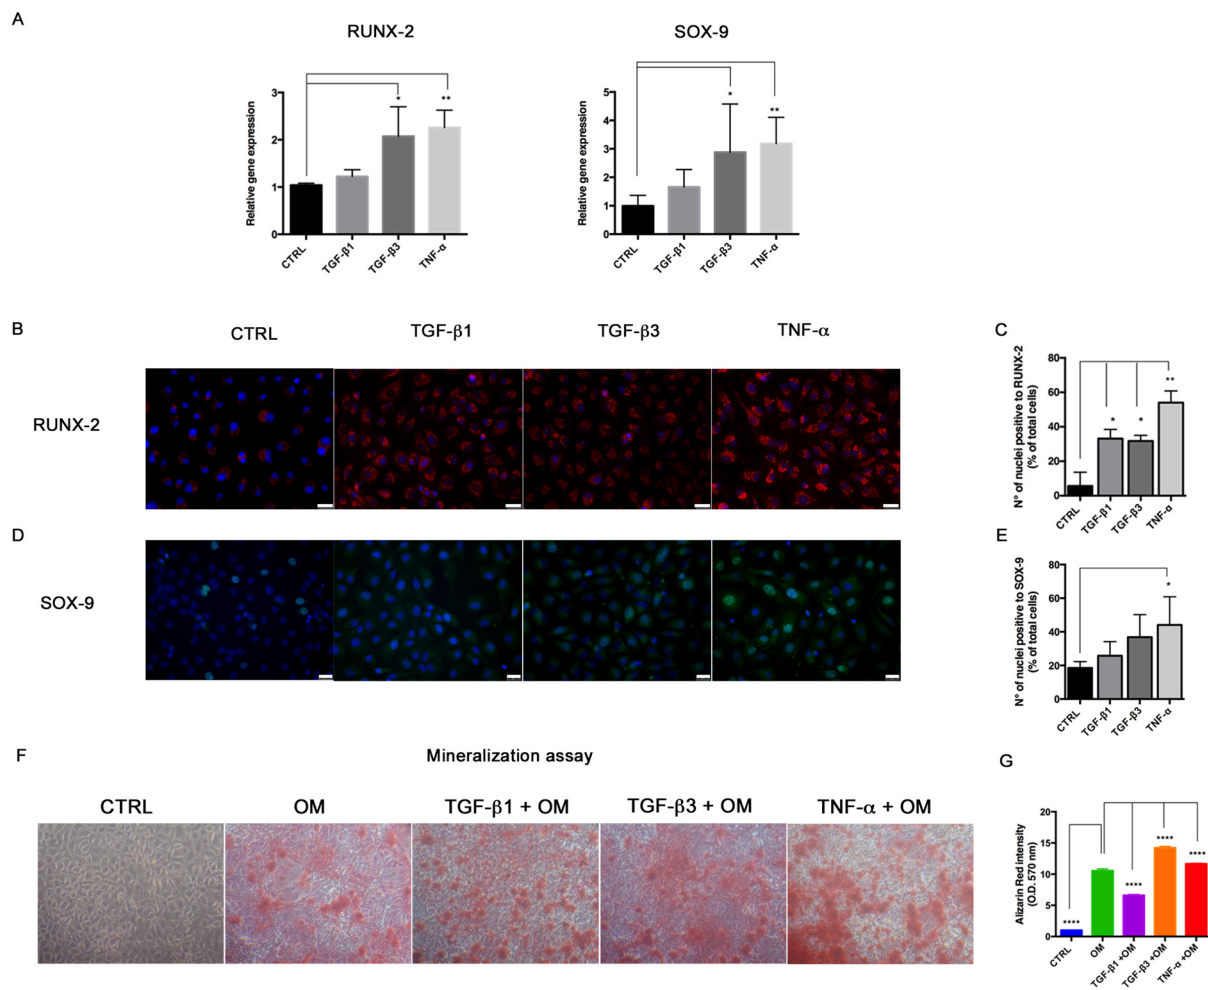 A
RUNX-2
SOX-9
Relative gene expression
3
2
1
0
*
**
CTRL
TGF-β1
TGF-β3
TNF-α
Relative gene expression
5
4
3
2
1
0
*
**
CTRL
TGF-β1
TGF-β3
TNF-α
B
CTRL
TGF-β1
TGF-β3
TNF-α
RUNX-2
C
N° of nuclei positive to RUNX-2
(% of total cells)
80
60
40
20
0
*
*
**
CTRL
TGF-β1
TGF-β3
TNF-α
D
SOX-9
E
N° of nuclei positive to SOX-9
(% of total cells)
80
60
40
20
0
*
CTRL
TGF-β1
TGF-β3
TNF-α
F
Mineralization assay
CTRL
OM
TGF-β1 + OM
TGF-β3 + OM
TNF-α + OM
G
Alizarin Red intensity
(O.D. 570 nm)
20
15
10
5
0
****
****
****
****
CTRL
OM
TGF-β1 +OM
TGF-β3 +OM
TNF-α +OM